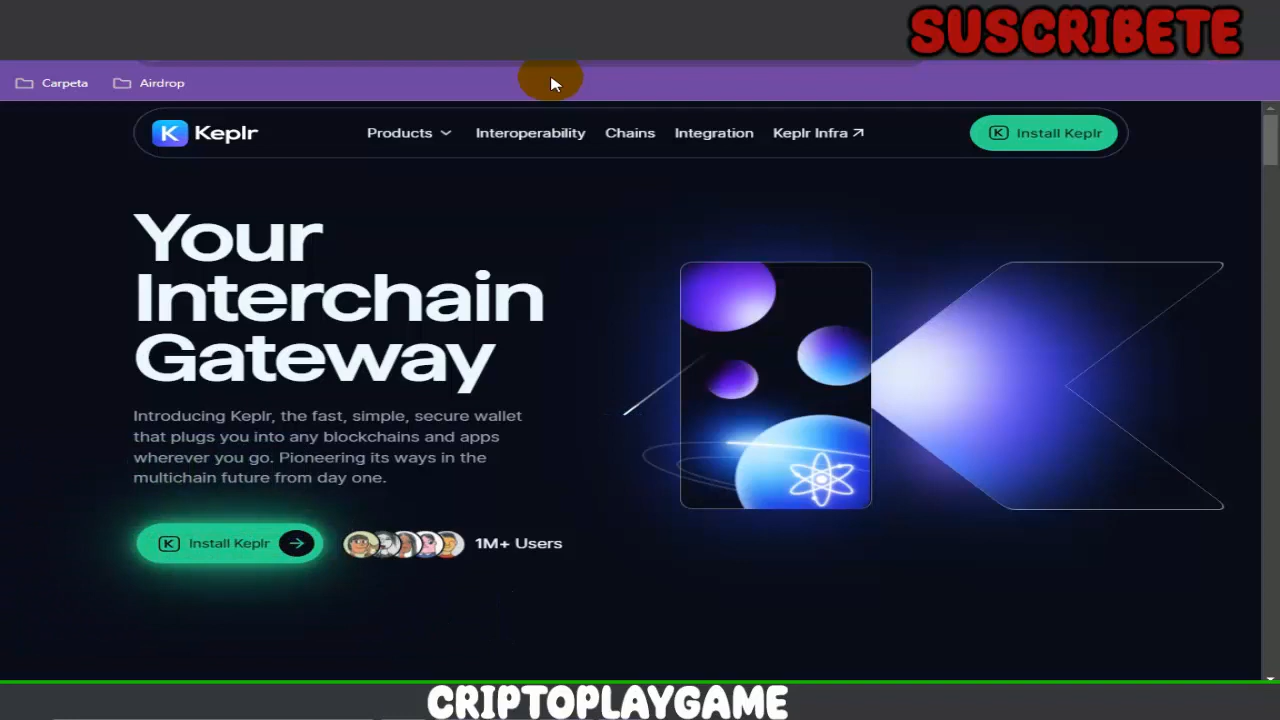 SUSCRIBETE
Carpeta Airdrop
K Keplr Products Interoperability Chains Integration Keplr Infra K Install Keplr
Your
Interchain
Gateway
Introducing Keplr, the fast, simple, secure wallet
that plugs you into any blockchains and apps
wherever you go. Pioneering its ways in the
multichain future from day one.
K Install Keplr 1M+ Users
CRIPTOPLAYGAME